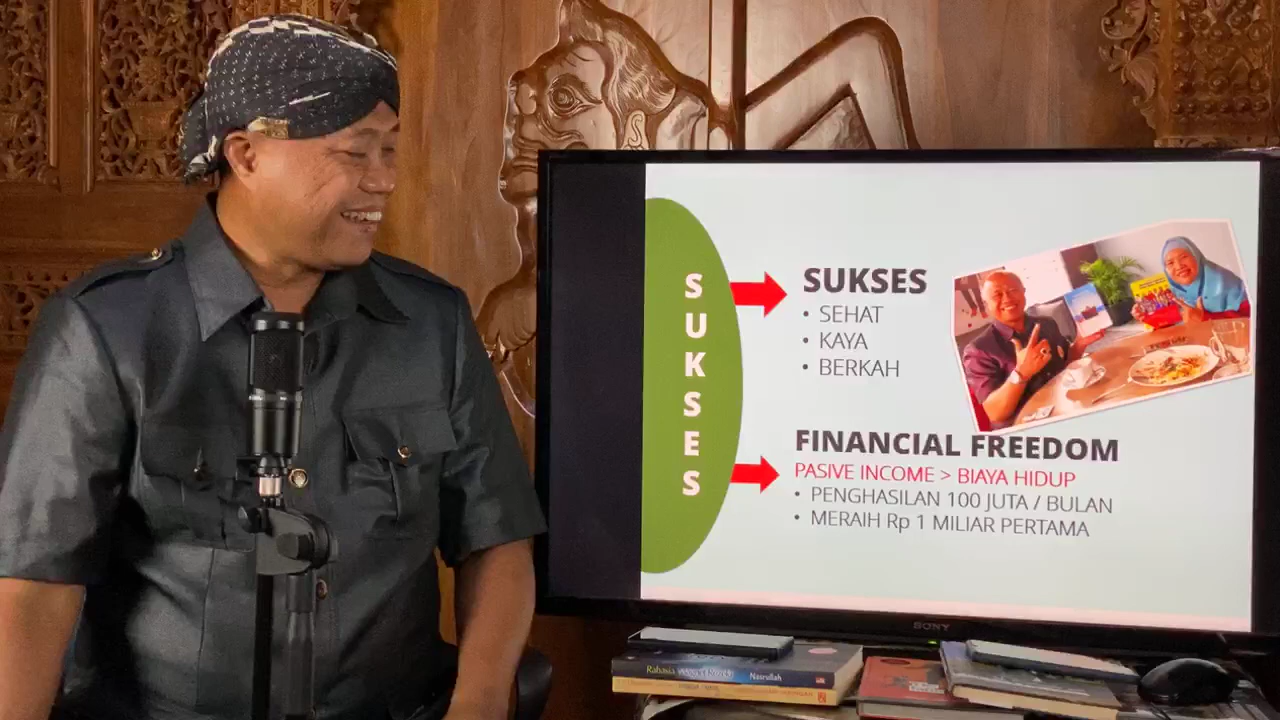 SUKSES
SUKSES
• SEHAT
• KAYA
• BERKAH
FINANCIAL FREEDOM
PASIVE INCOME > BIAYA HIDUP
• PENGHASILAN 100 JUTA / BULAN
• MERAIH Rp 1 MILIAR PERTAMA
SONY
Rahasia
Nasrullah